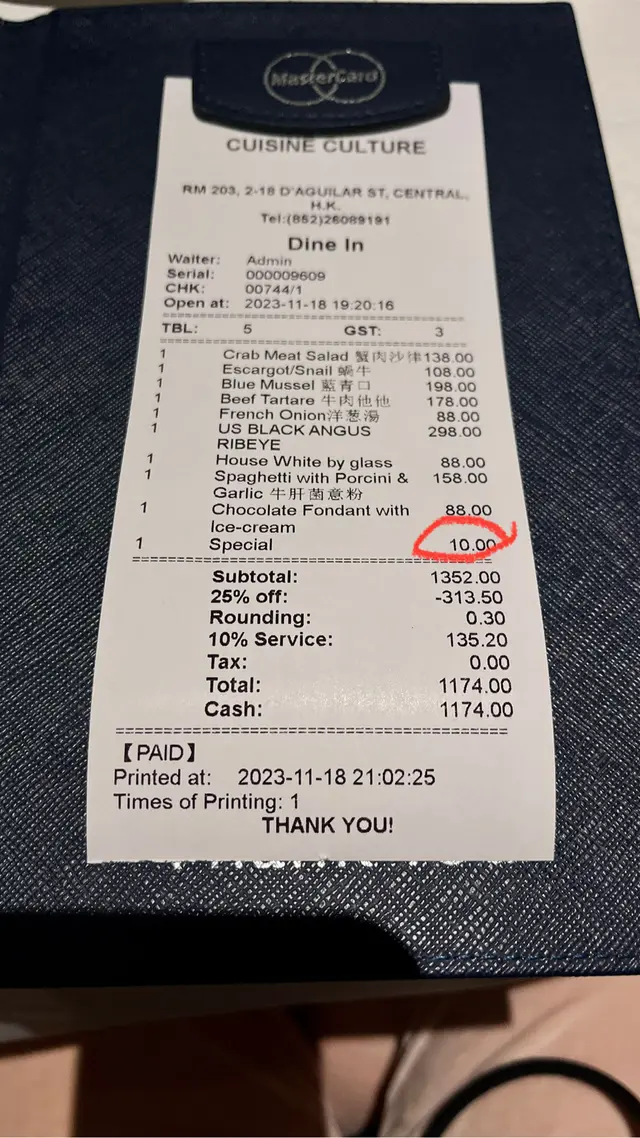 MasterCard
CUISINE CULTURE
RM 203, 2-18 D'AGUILAR ST, CENTRAL,
H.K.
Tel:(852)26089191
Dine In
Waiter: Admin
Serial: 000009609
CHK: 00744/1
Open at: 2023-11-18 19:20:16
==============================
TBL: 5 GST: 3
==============================
1 Crab Meat Salad 蟹肉沙律138.00
1 Escargot/Snail 蝸牛 108.00
1 Blue Mussel 藍青口 198.00
1 Beef Tartare 牛肉他他 178.00
1 French Onion洋葱湯 88.00
1 US BLACK ANGUS 298.00
RIBEYE
1 House White by glass 88.00
1 Spaghetti with Porcini & 158.00
Garlic 牛肝菌意粉
1 Chocolate Fondant with 88.00
Ice-cream
1 Special 10.00
==============================
Subtotal: 1352.00
25% off: -313.50
Rounding: 0.30
10% Service: 135.20
Tax: 0.00
Total: 1174.00
Cash: 1174.00
==============================
【PAID】
Printed at: 2023-11-18 21:02:25
Times of Printing: 1
THANK YOU!